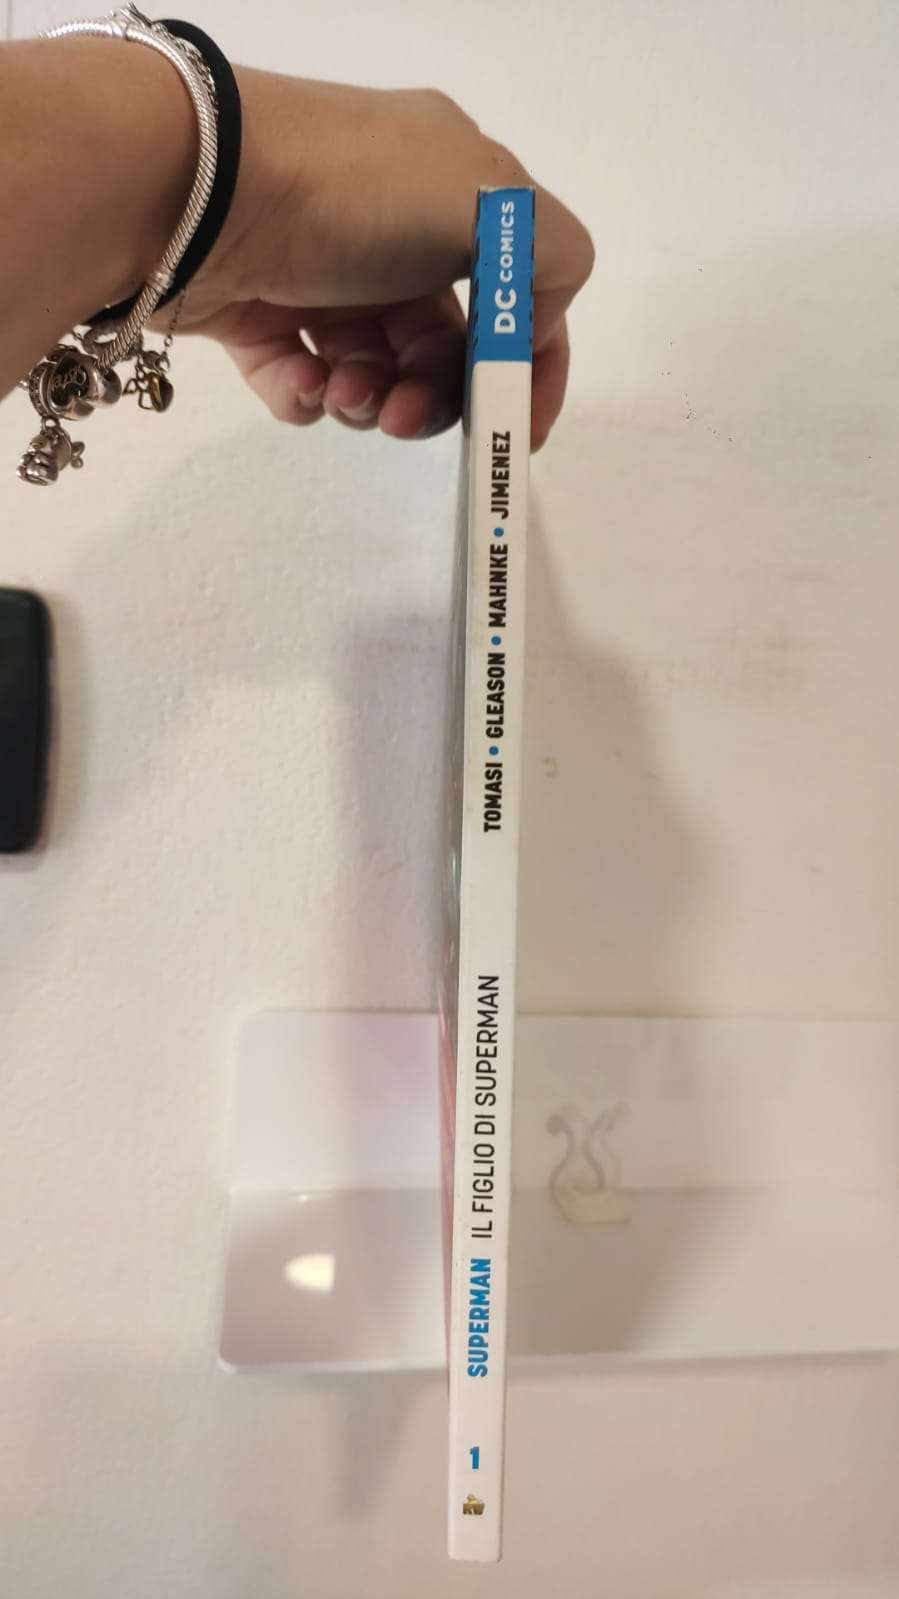 1
SUPERMAN IL FIGLIO DI SUPERMAN
TOMASI • GLEASON • MAHNKE • JIMENEZ
DC COMICS